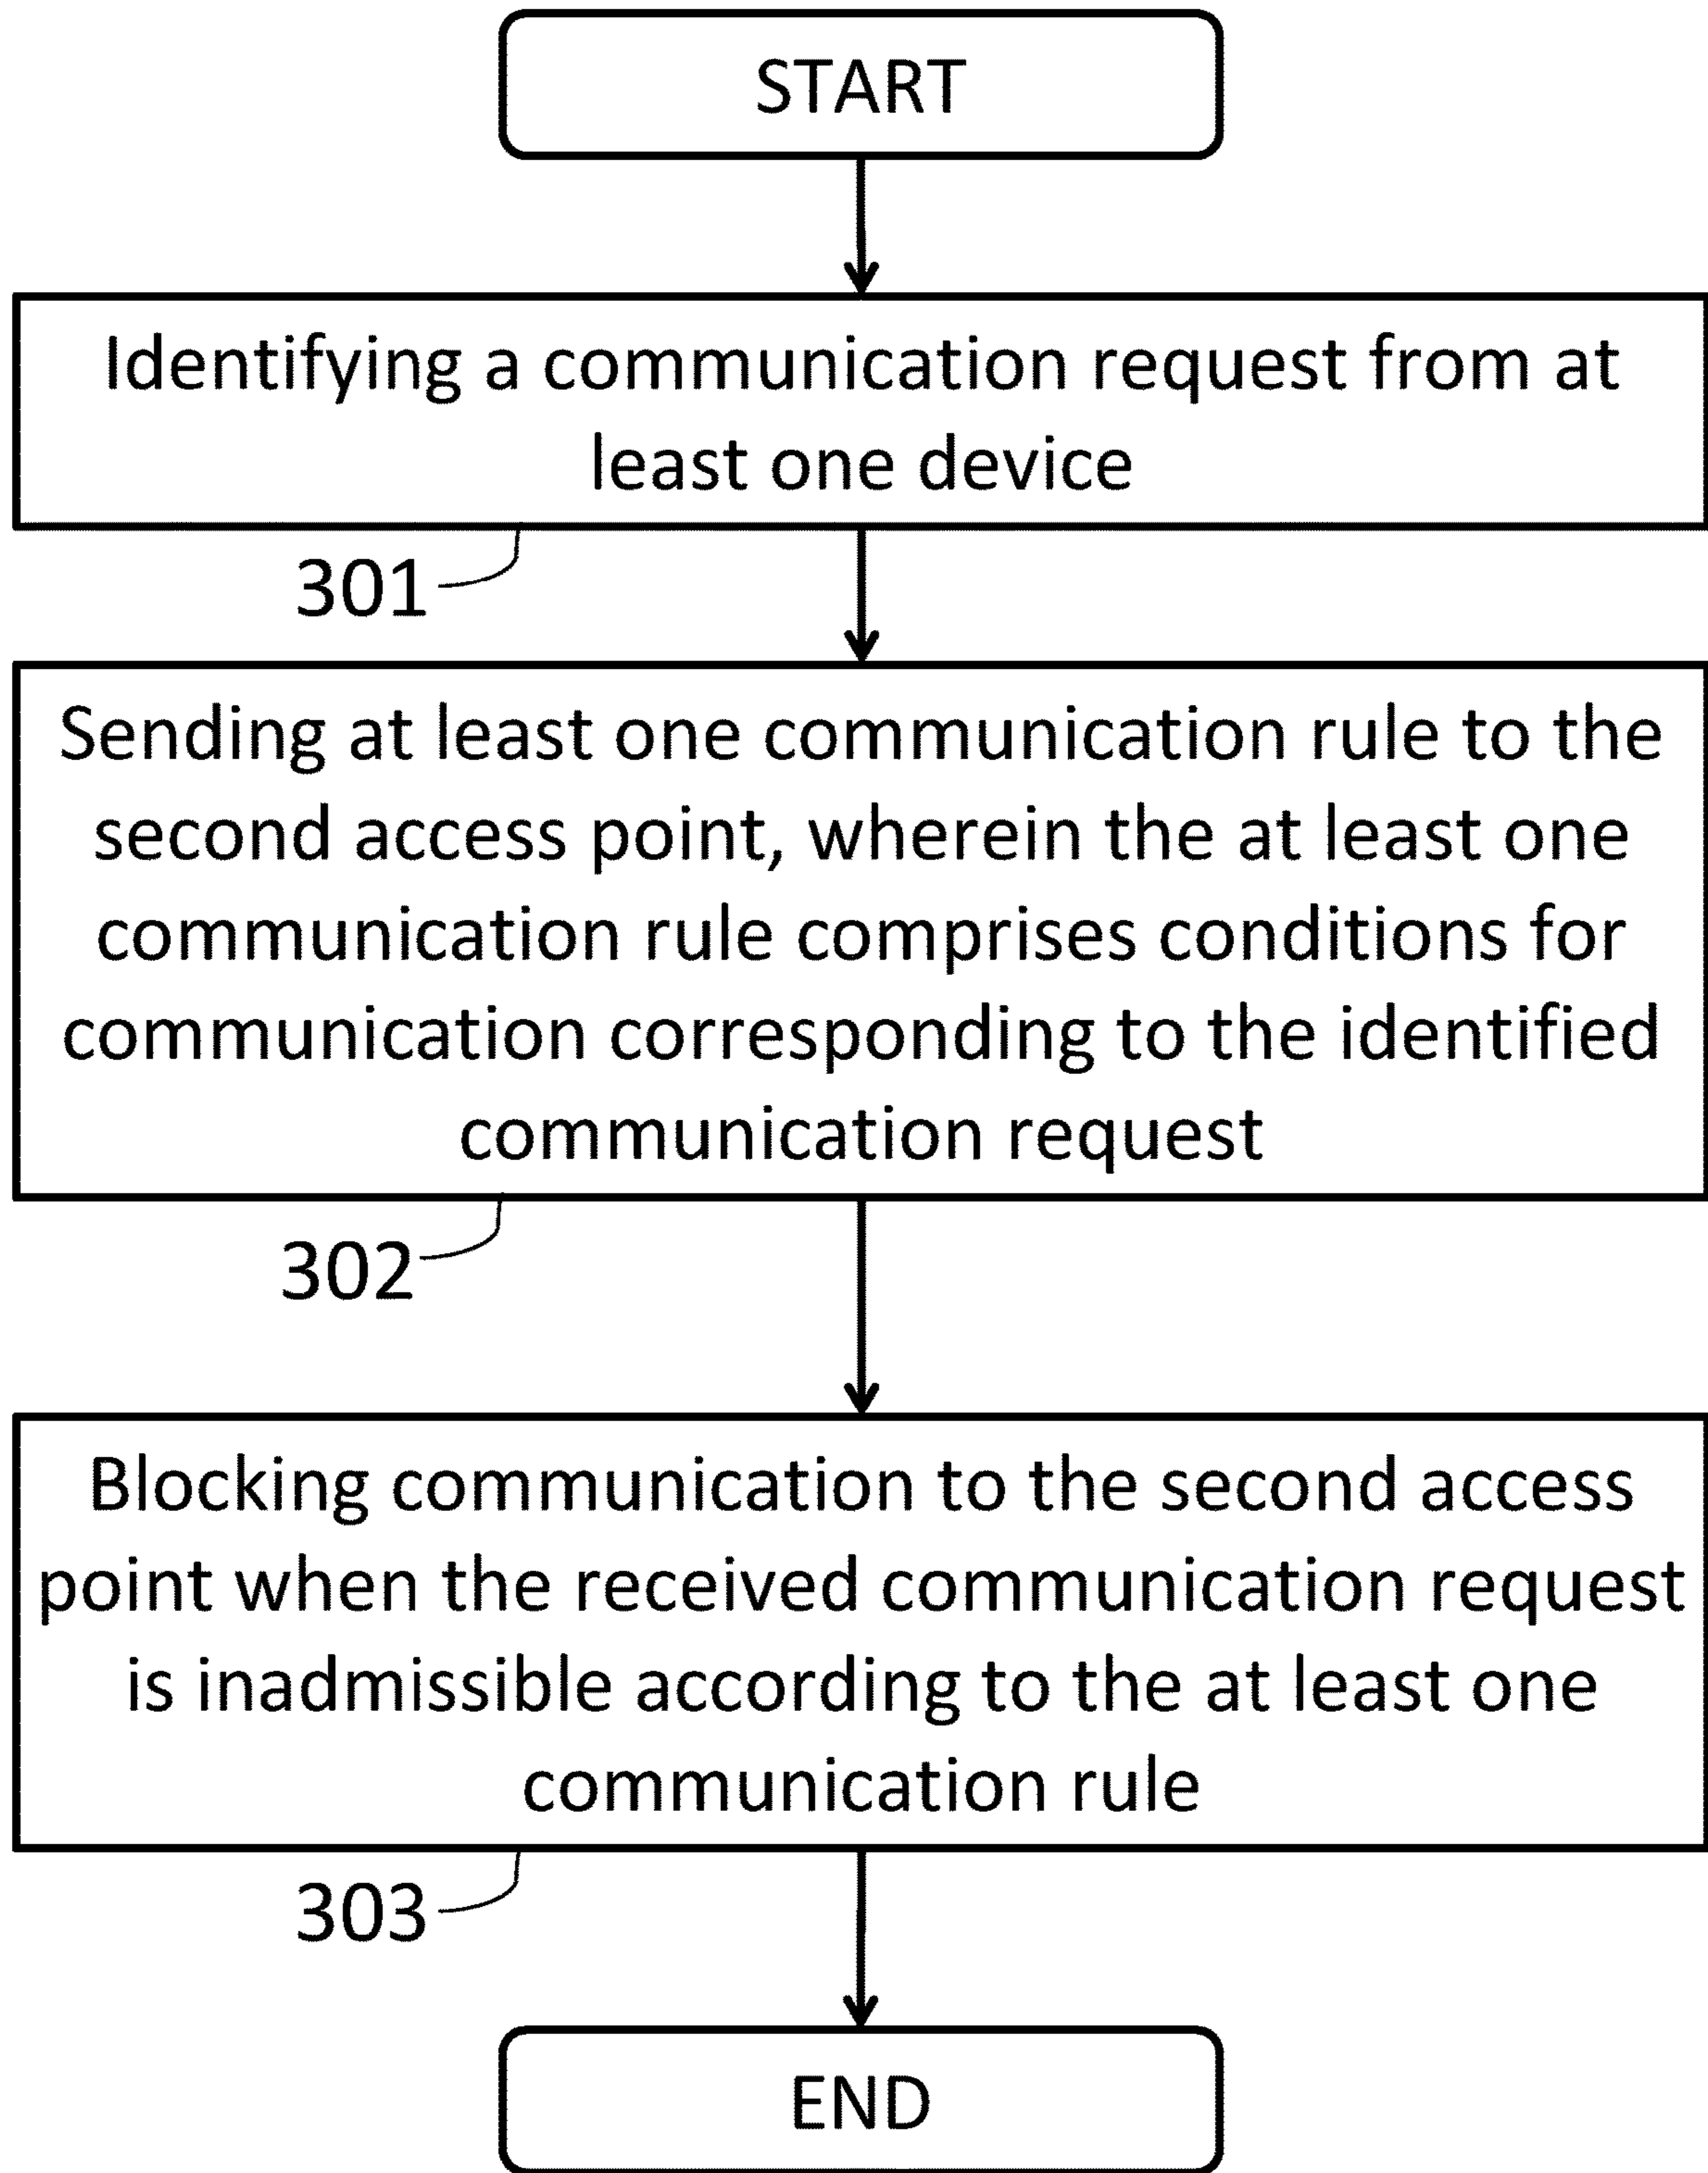 START
Identifying a communication request from at
least one device
301
Sending at least one communication rule to the
second access point, wherein the at least one
communication rule comprises conditions for
communication corresponding to the identified
communication request
302
Blocking communication to the second access
point when the received communication request
is inadmissible according to the at least one
communication rule
303
END